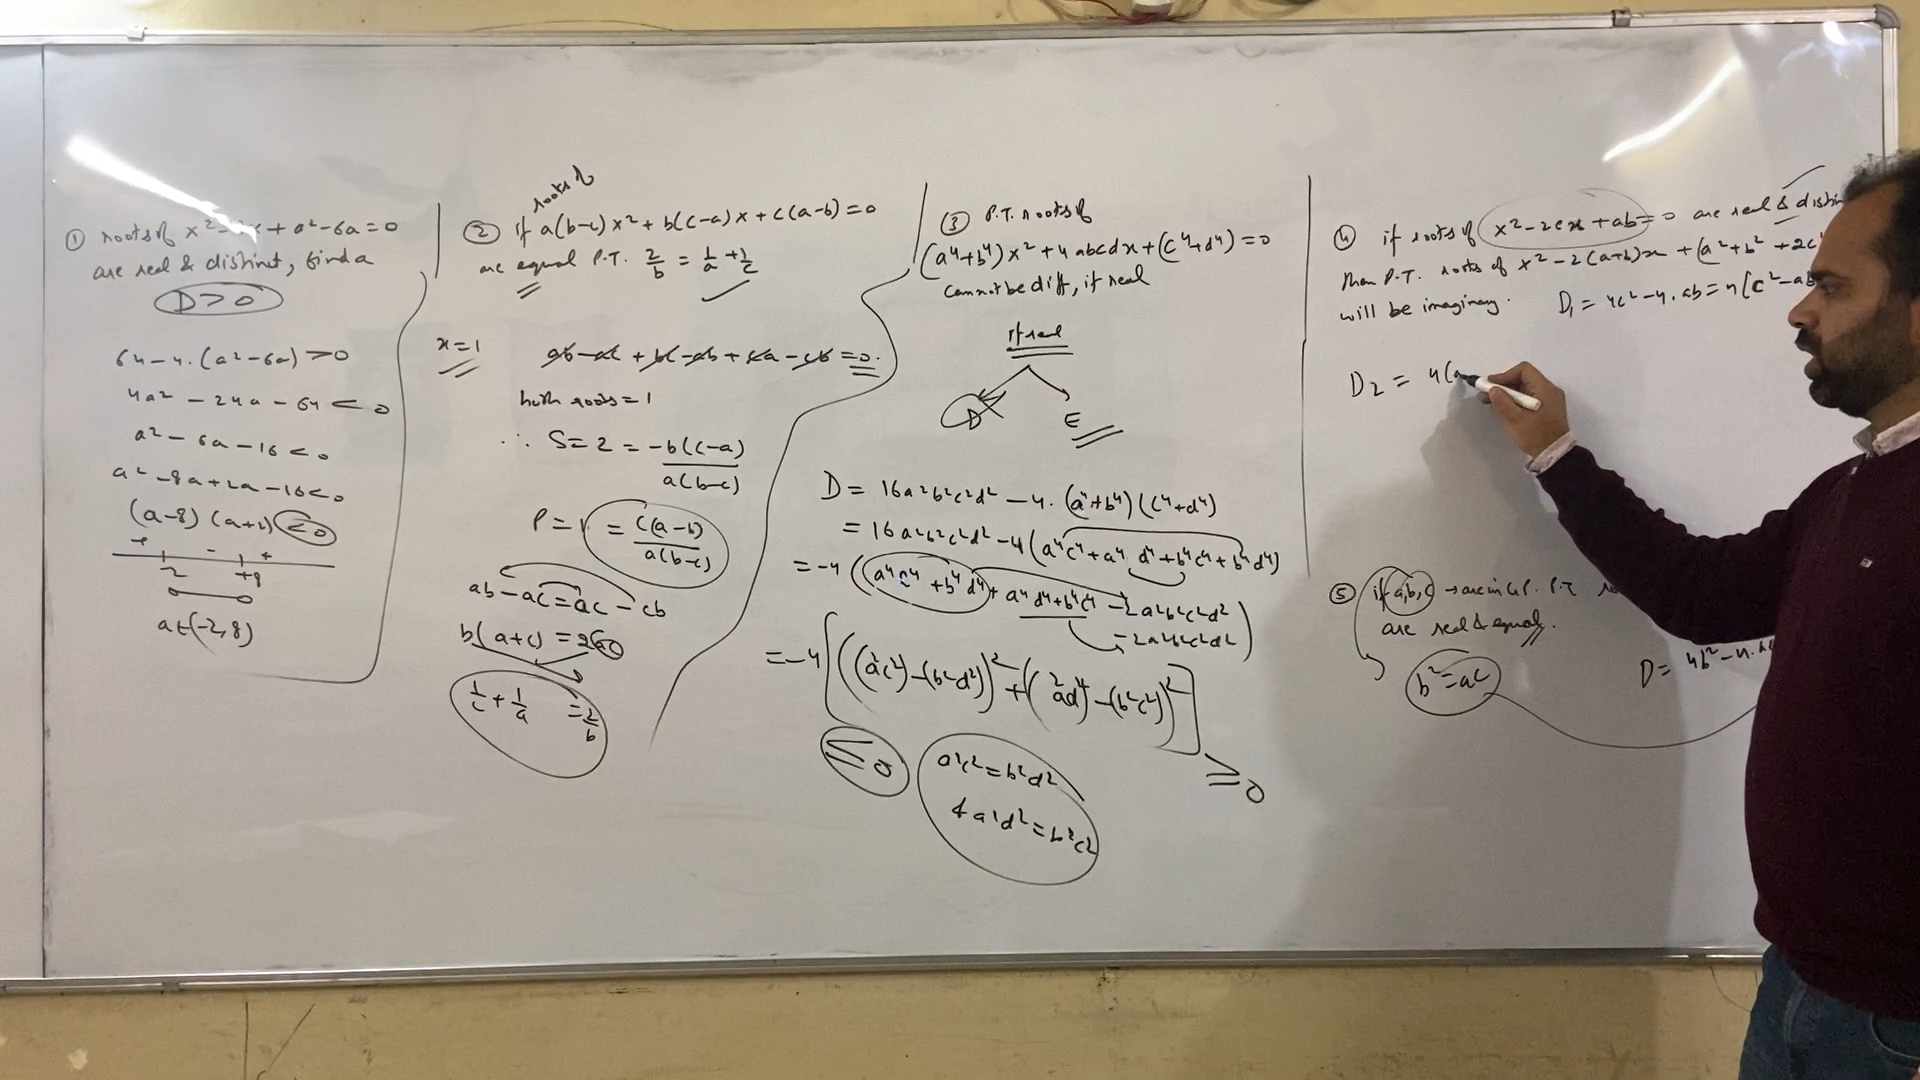 ① roots of x² x + a² - 6a = 0
are real & distinct, find a
D > 0
64 - 4.(a² - 6a) > 0
4a² - 24a - 64 < 0
a² - 6a - 16 < 0
a² - 8a + 2a - 16 < 0
(a-8) (a+2) < 0
+ - +
-2 +8
a ∈ (-2, 8)
roots of
② if a(b-c)x² + b(c-a)x + c(a-b) = 0
are equal P.T. 2/b = 1/a + 1/c
x = 1
ab - ac + bc - ab + ca - cb = 0.
both roots = 1
∴ S = 2 = -b(c-a)/a(b-c)
P = 1 = c(a-b)/a(b-c)
ab - ac = ac - cb
b(a+c) = 2ac
1/c + 1/a = 2/b
③ P.T. roots of
(a⁴+b⁴)x² + 4abcdx + (c⁴+d⁴) = 0
cannot be diff, if real
if real
D E
D = 16a²b²c²d² - 4.(a⁴+b⁴)(c⁴+d⁴)
= 16a²b²c²d² - 4(a⁴c⁴ + a⁴.d⁴ + b⁴c⁴ + b⁴d⁴)
= -4((a⁴c⁴ + b⁴d⁴) + a⁴d⁴ + b⁴c⁴ - 2a²b²c²d²
- 2a²b²c²d²)
= -4[((a²c²) - (b²d²))² + (a²d² - (b²c²))²]
≤ 0
≥ 0
a²c² = b²d²
& a²d² = b²c²
④ if roots of x² - 2cx + ab = 0 are real &
then P.T. roots of x² - 2(a+b)x + (a² + b² + 2c²
will be imaginary.
D₁ = 4c² - 4.ab = 4(c² - ab
D₂ = 4(a
⑤ if a, b, c → are in G.P. P.T.
are real & equal.
b² = ac
D = 4b² - 4.